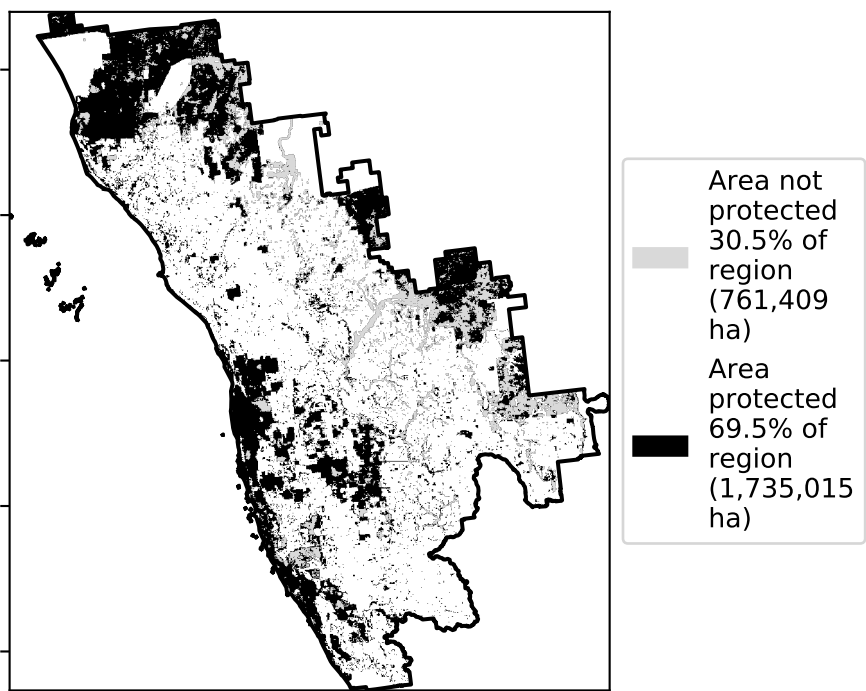 Area not
protected
30.5% of
region
(761,409
ha)
Area
protected
69.5% of
region
(1,735,015
ha)